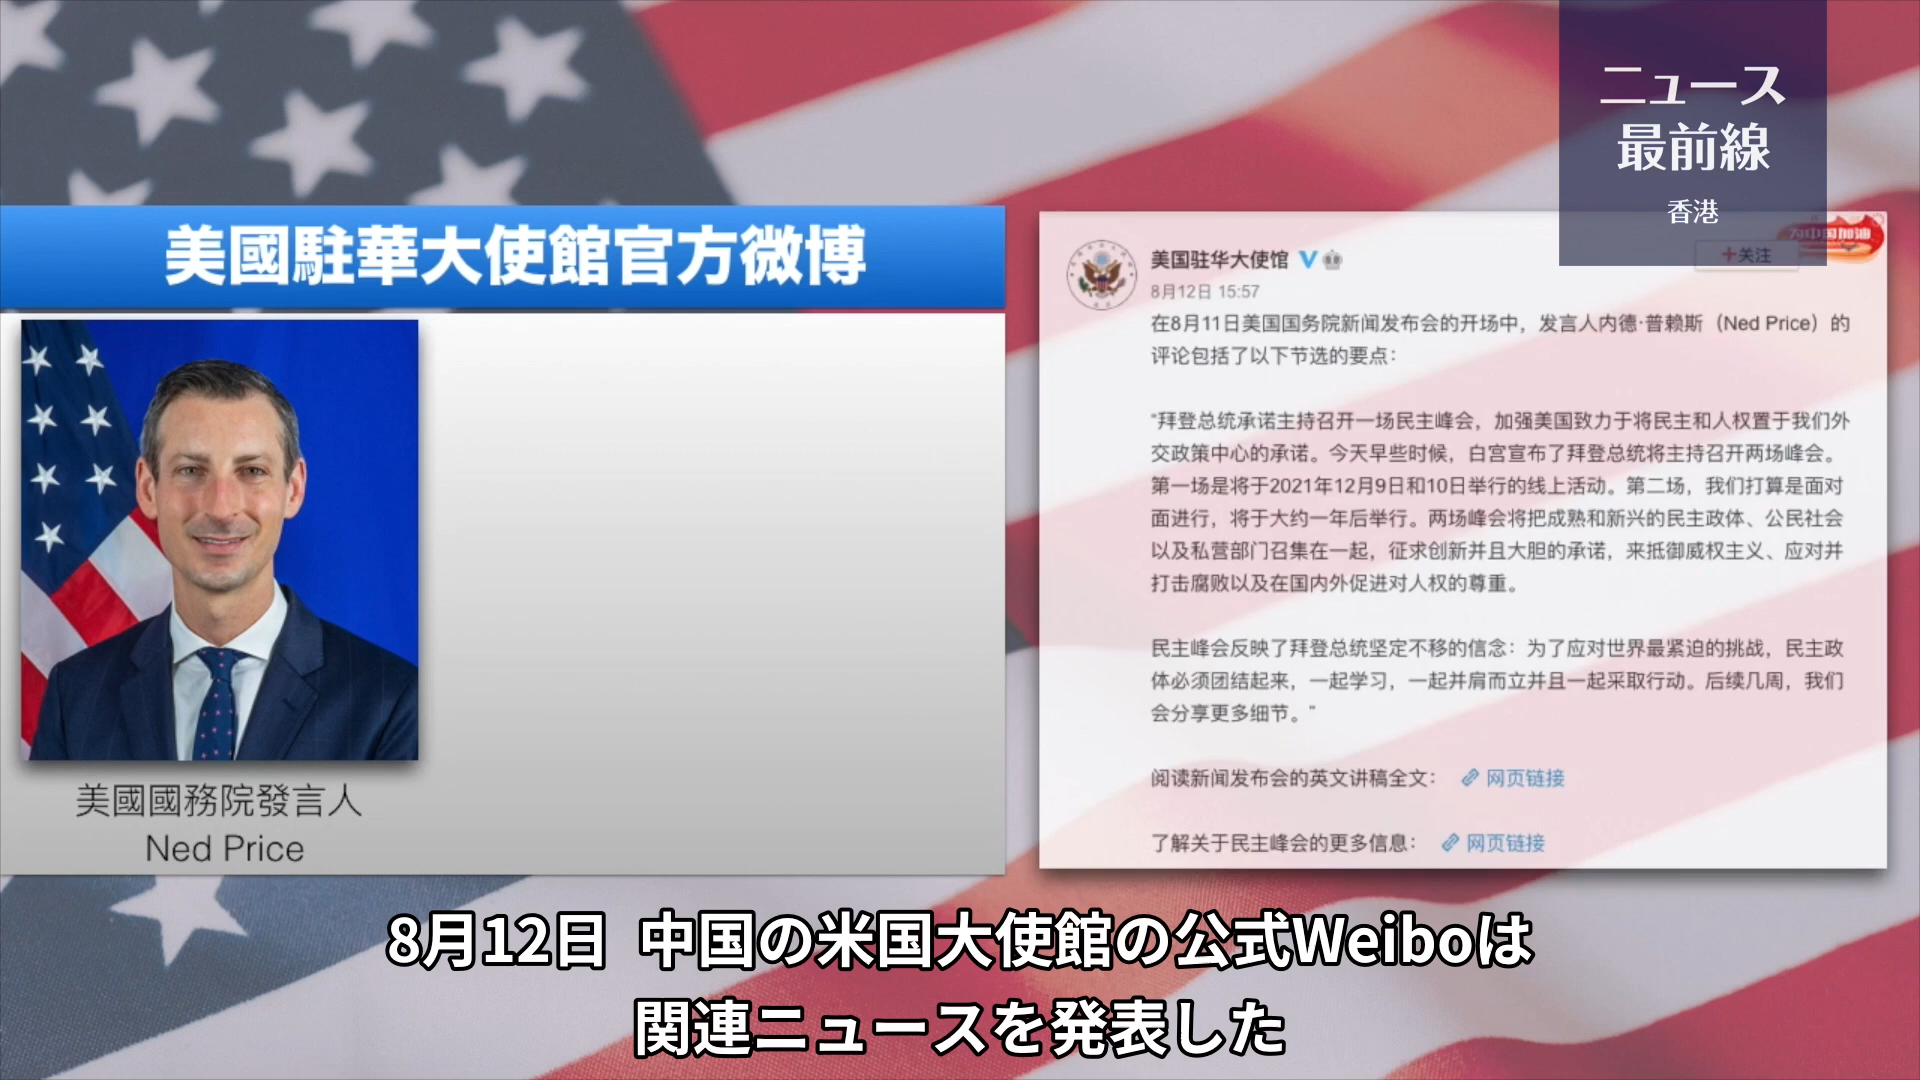 ニュース
最前線
香港
美國駐華大使館官方微博
美國國務院發言人
Ned Price
为中国加油
+关注
美国驻华大使馆
8月12日 15:57
在8月11日美国国务院新闻发布会的开场中，发言人内德·普赖斯（Ned Price）的
评论包括了以下节选的要点：
“拜登总统承诺主持召开一场民主峰会，加强美国致力于将民主和人权置于我们外
交政策中心的承诺。今天早些时候，白宫宣布了拜登总统将主持召开两场峰会。
第一场是将于2021年12月9日和10日举行的线上活动。第二场，我们打算是面对
面进行，将于大约一年后举行。两场峰会将把成熟和新兴的民主政体、公民社会
以及私营部门召集在一起，征求创新并且大胆的承诺，来抵御威权主义、应对并
打击腐败以及在国内外促进对人权的尊重。
民主峰会反映了拜登总统坚定不移的信念：为了应对世界最紧迫的挑战，民主政
体必须团结起来，一起学习，一起并肩而立并且一起采取行动。后续几周，我们
会分享更多细节。”
阅读新闻发布会的英文讲稿全文： 网页链接
了解关于民主峰会的更多信息： 网页链接
8月12日 中国の米国大使館の公式Weiboは
関連ニュースを発表した